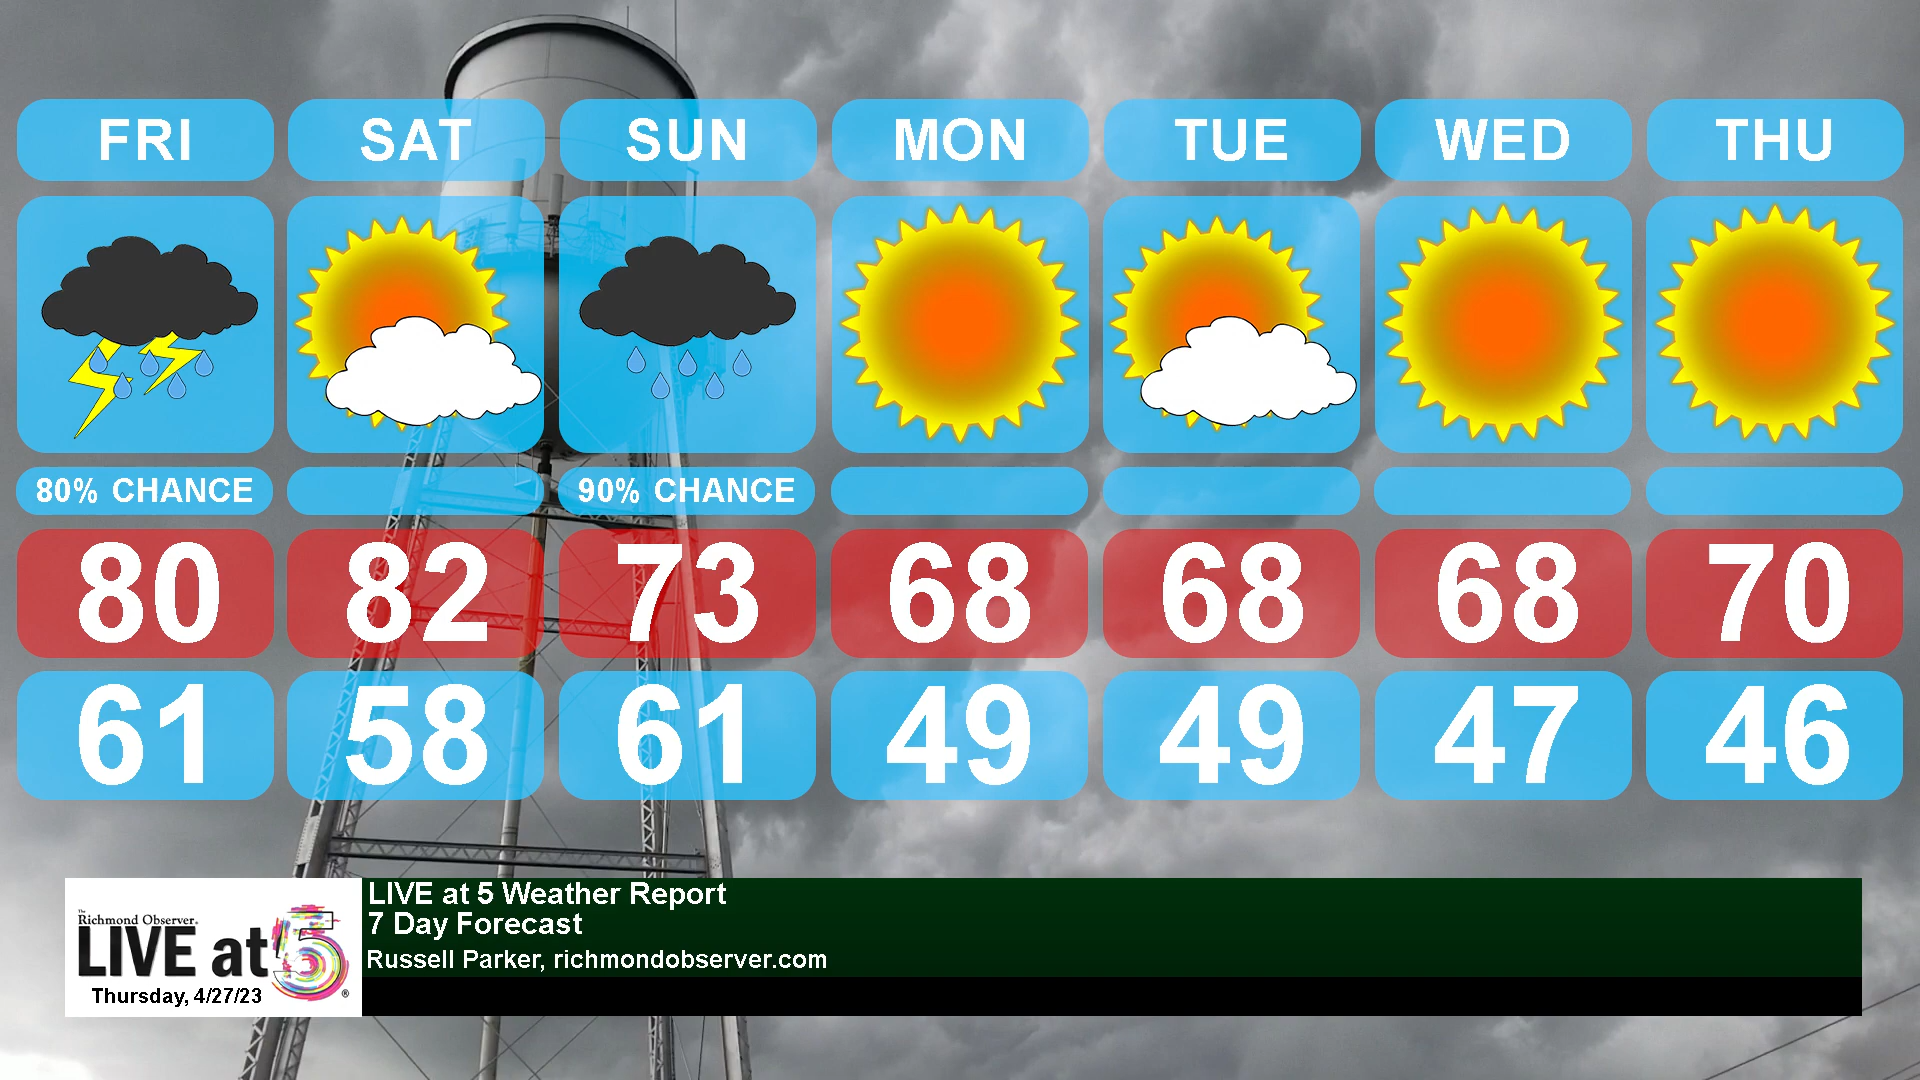 FRI SAT SUN MON TUE WED THU
80% CHANCE 90% CHANCE
80 82 73 68 68 68 70
61 58 61 49 49 47 46
LIVE at 5 Weather Report
7 Day Forecast
Russell Parker, richmondobserver.com
The
Richmond Observer.
LIVE at 5
®
Thursday, 4/27/23